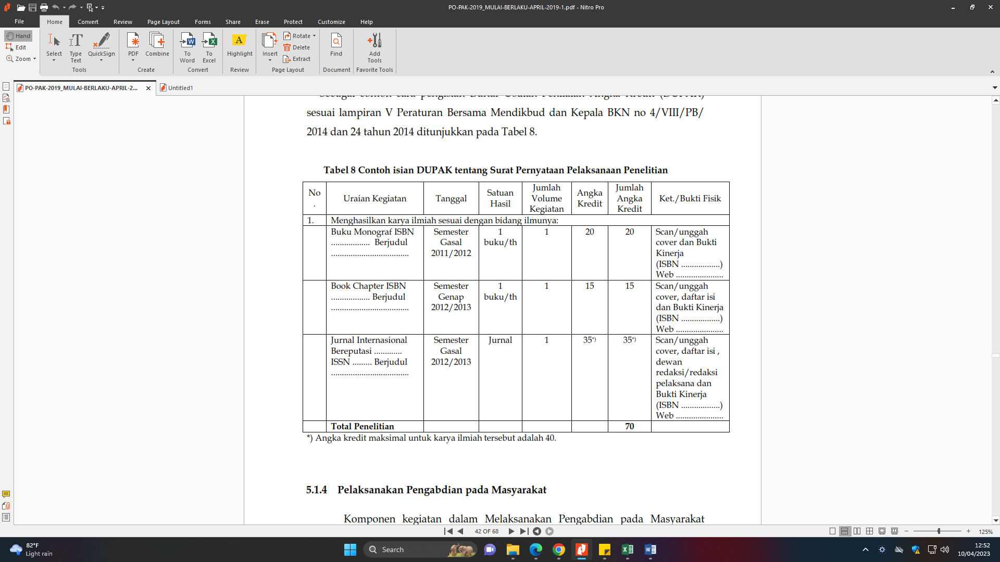 PO-PAK-2019_MULAI-BERLAKU-APRIL-2019-1.pdf - Nitro Pro
File Home Convert Review Page Layout Forms Share Erase Protect Customize Help
Hand
Edit
Zoom
Select
Type Text
QuickSign
Tools
PDF
Combine
Create
To Word
To Excel
Convert
Highlight
Review
Insert
Rotate
Delete
Extract
Page Layout
Find
Document
Add Tools
Favorite Tools
PO-PAK-2019_MULAI-BERLAKU-APRIL-2...
Untitled1
Sebagai contoh cara pengisian Daftar Usulan Penilaian Angka Kredit (DUPAK)
sesuai lampiran V Peraturan Bersama Mendikbud dan Kepala BKN no 4/VIII/PB/
2014 dan 24 tahun 2014 ditunjukkan pada Tabel 8.
Tabel 8 Contoh isian DUPAK tentang Surat Pernyataan Pelaksanaan Penelitian
No.
Uraian Kegiatan
Tanggal
Satuan Hasil
Jumlah Volume Kegiatan
Angka Kredit
Jumlah Angka Kredit
Ket./Bukti Fisik
1. Menghasilkan karya ilmiah sesuai dengan bidang ilmunya:
Buku Monograf ISBN
.................. Berjudul
....................................
Semester
Gasal
2011/2012
1
buku/th
1
20
20
Scan/unggah
cover dan Bukti
Kinerja
(ISBN ..................)
Web ......................
Book Chapter ISBN
.................. Berjudul
....................................
Semester
Genap
2012/2013
1
buku/th
1
15
15
Scan/unggah
cover, daftar isi
dan Bukti Kinerja
(ISBN ..................)
Web ......................
Jurnal Internasional
Bereputasi .............
ISSN ......... Berjudul
....................................
Semester
Gasal
2012/2013
Jurnal
1
35*)
35*)
Scan/unggah
cover, daftar isi ,
dewan
redaksi/redaksi
pelaksana dan
Bukti Kinerja
(ISBN ..................)
Web ......................
Total Penelitian 70
*) Angka kredit maksimal untuk karya ilmiah tersebut adalah 40.
5.1.4 Pelaksanakan Pengabdian pada Masyarakat
Komponen kegiatan dalam Melaksanakan Pengabdian pada Masyarakat
42 OF 68
125%
82°F
Light rain
Search
12:52
10/04/2023